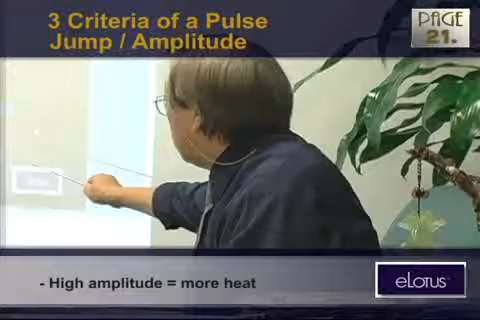 3 Criteria of a Pulse
Jump / Amplitude
PAGE
21.
- High amplitude = more heat
eLOTUS